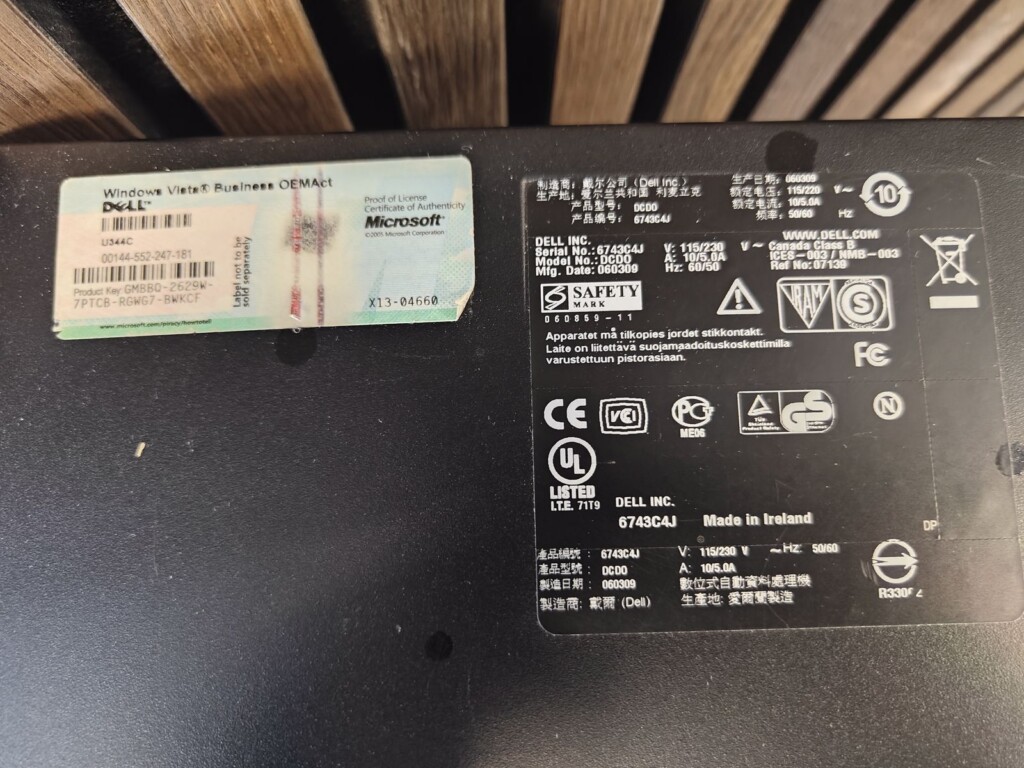 Windows Vista® Business OEMAct
DELL™
U344C
00144-552-247-181
Product Key:
www.microsoft.com/piracy/howtotell
Label not to be
sold separately
Proof of License
Certificate of Authenticity
Microsoft®
©2005 Microsoft Corporation
X13-04660
制造商: 戴尔公司 (Dell Inc.) 生产日期: 060309
生产地: 爱尔兰共和国 利麦立克 额定电压: 115/220 V~
产品型号: DCDO 额定电流: 10/5.0A
产品编号: 6743C4J 频率: 50/60 Hz
10
DELL INC. WWW.DELL.COM
Serial No.: 6743C4J V: 115/230 V~ Canada Class B
Model No.: DCDO A: 10/5.0A ICES-003 / NMB-003
Mfg. Date: 060309 Hz: 60/50 Ref No: 07139
SAFETY
MARK
060859-11
S
Apparatet må tilkopies jordet stikkontakt.
Laite on liitettävä suojamaadoituskoskettimilla
varustettuun pistorasiaan.
FC
CE VCI PCT GS N
ME06
UL
LISTED
I.T.E. 71T9
DELL INC.
6743C4J Made in Ireland
DP
產品編號: 6743C4J V: 115/230 V ~Hz: 50/60
產品型號: DCDO A: 10/5.0A
製造日期: 060309 數位式自動資料處理機
製造商: 戴爾 (Dell) 生產地: 愛爾蘭製造